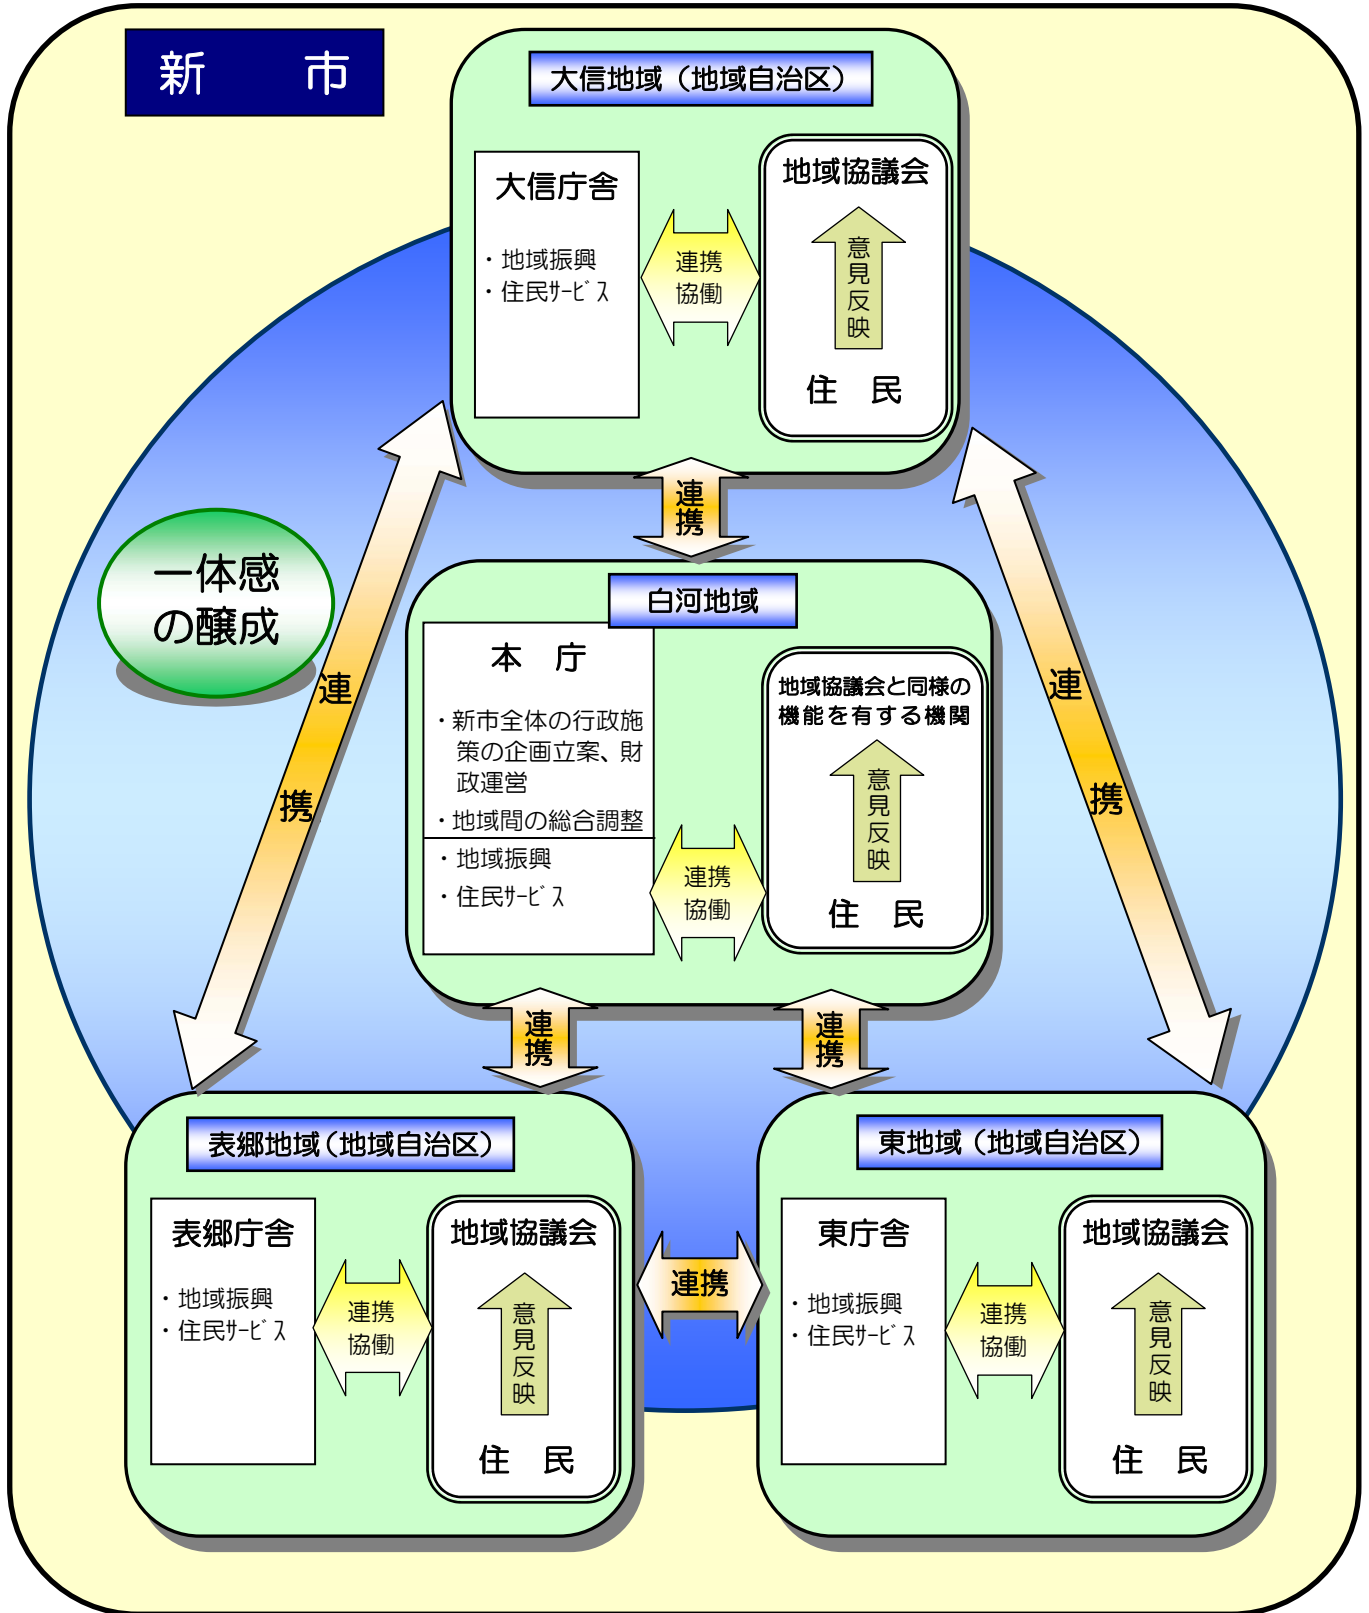 新　市
大信地域（地域自治区）
大信庁舎
・地域振興
・住民ｻｰﾋﾞｽ
連携
協働
地域協議会
意見反映
住　民
連携
連携
連携
一体感
の醸成
白河地域
本　庁
・新市全体の行政施
策の企画立案、財
政運営
・地域間の総合調整
・地域振興
・住民ｻｰﾋﾞｽ
連携
協働
地域協議会と同様の
機能を有する機関
意見反映
住　民
連携
連携
表郷地域（地域自治区）
表郷庁舎
・地域振興
・住民ｻｰﾋﾞｽ
連携
協働
地域協議会
意見反映
住　民
連携
東地域（地域自治区）
東庁舎
・地域振興
・住民ｻｰﾋﾞｽ
連携
協働
地域協議会
意見反映
住　民